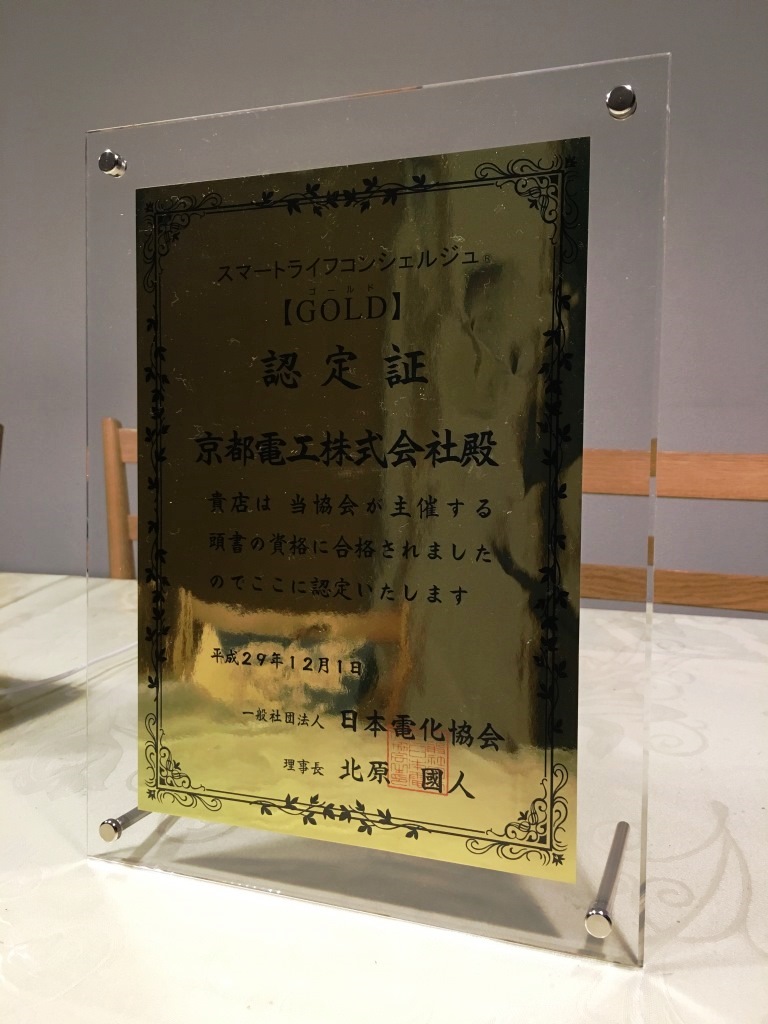 スマートライフコンシェルジュ®
ゴールド
【GOLD】
認定証
京都電工株式会社殿
貴店は 当協会が主催する
頭書の資格に合格されました
のでここに認定いたします
平成29年12月1日
一般社団法人 日本電化協会
理事長 北原 國人